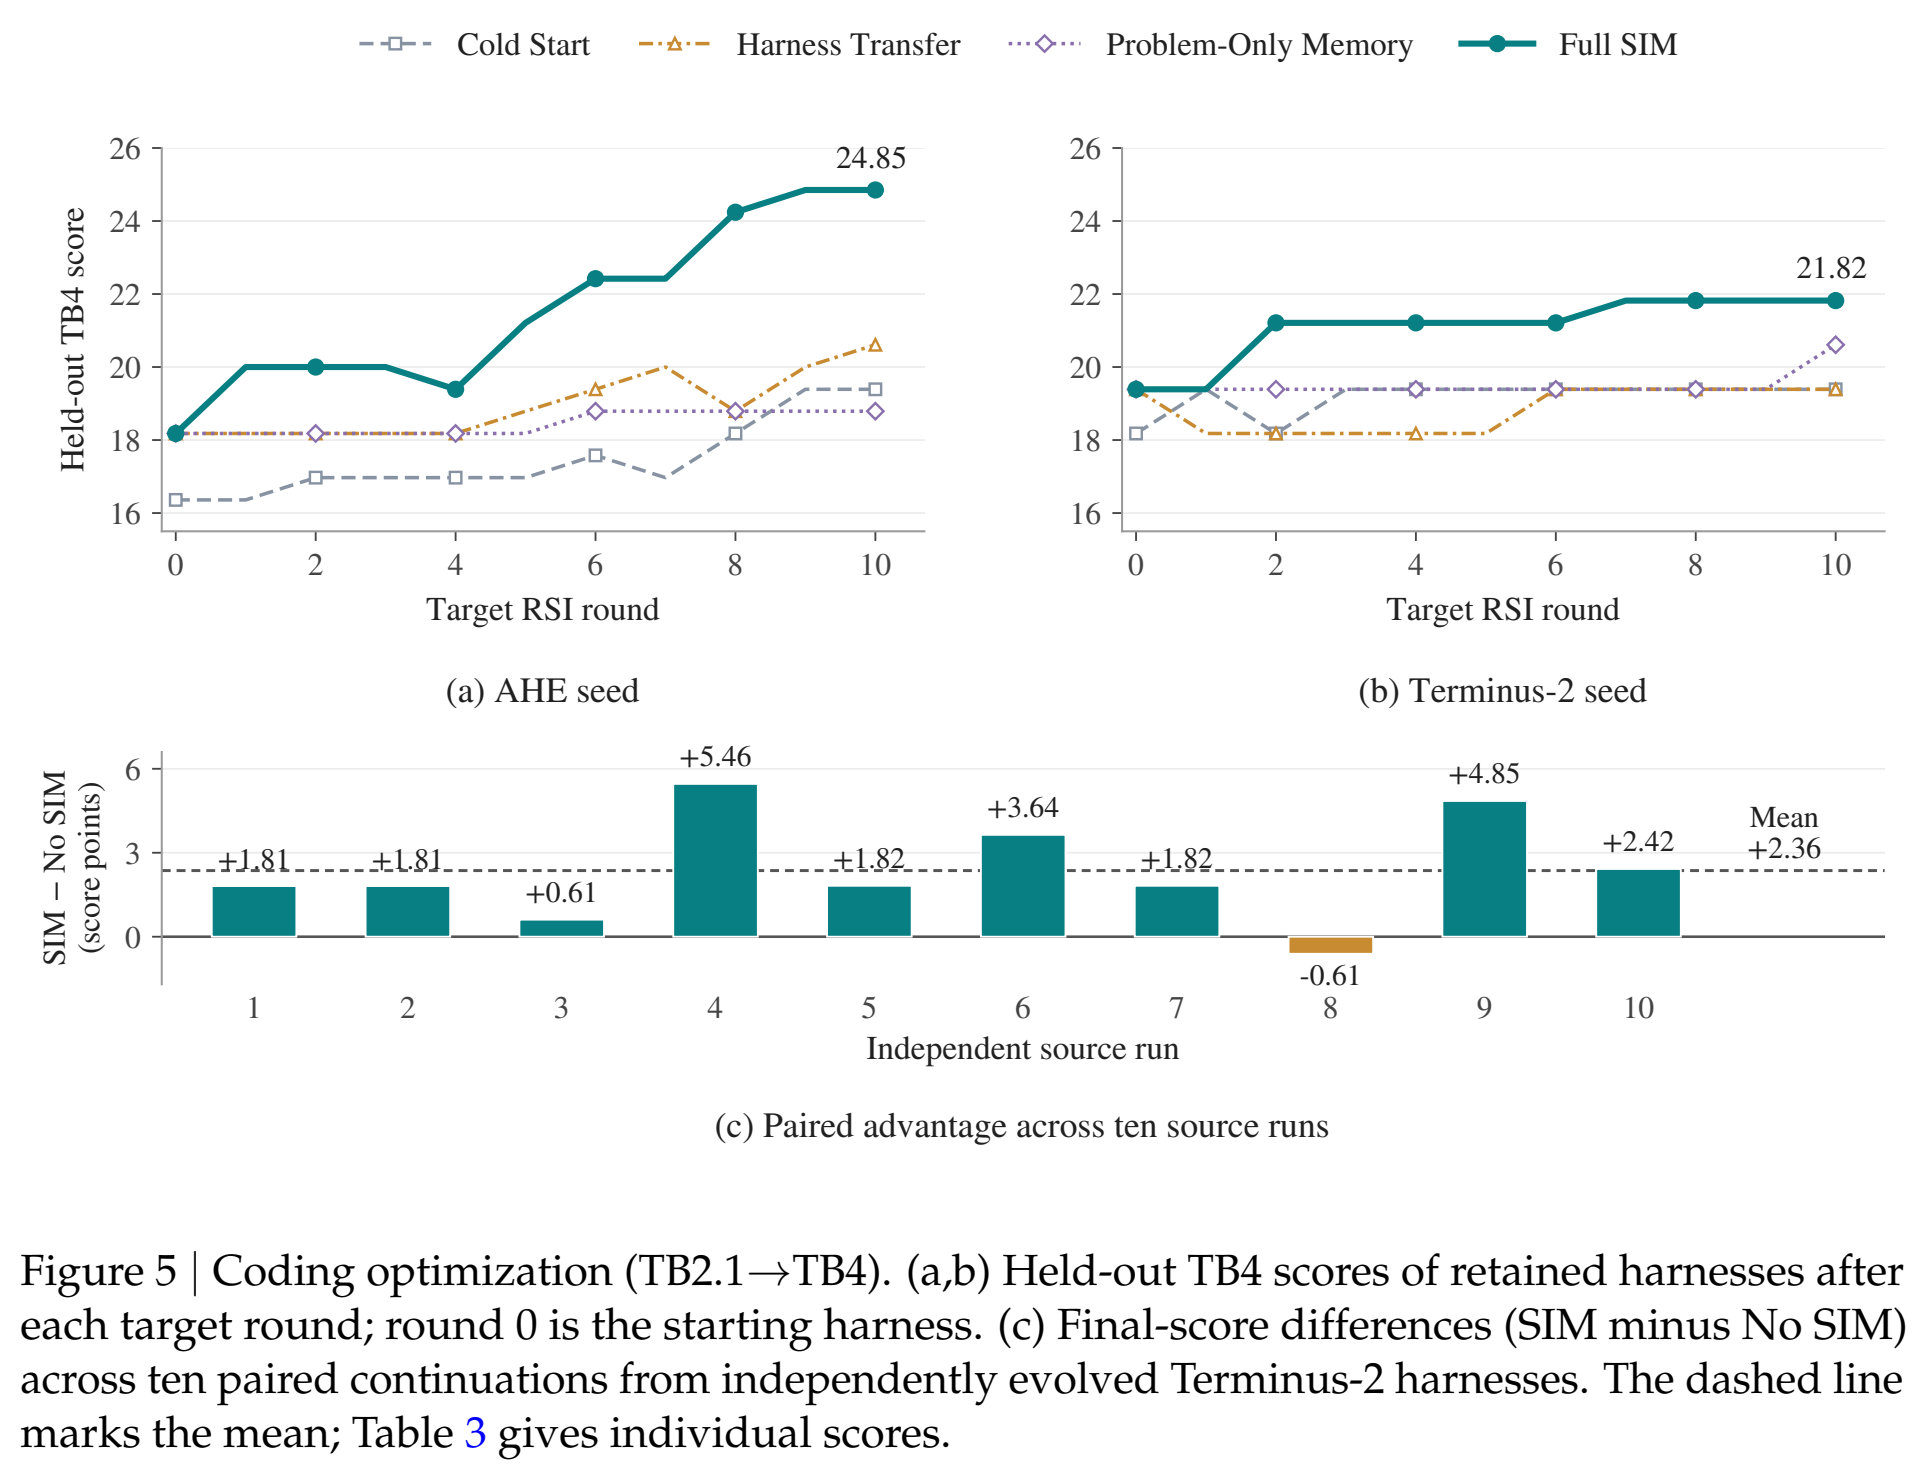 Cold Start Harness Transfer Problem-Only Memory Full SIM
26
24
22
20
18
16
Held-out TB4 score
24.85
0 2 4 6 8 10
Target RSI round
(a) AHE seed
26
24
22
20
18
16
21.82
0 2 4 6 8 10
Target RSI round
(b) Terminus-2 seed
SIM – No SIM
(score points)
6
3
0
+1.81 +1.81 +0.61 +5.46 +1.82 +3.64 +1.82 -0.61 +4.85 +2.42
Mean
+2.36
1 2 3 4 5 6 7 8 9 10
Independent source run
(c) Paired advantage across ten source runs
Figure 5 | Coding optimization (TB2.1→TB4). (a,b) Held-out TB4 scores of retained harnesses after
each target round; round 0 is the starting harness. (c) Final-score differences (SIM minus No SIM)
across ten paired continuations from independently evolved Terminus-2 harnesses. The dashed line
marks the mean; Table 3 gives individual scores.